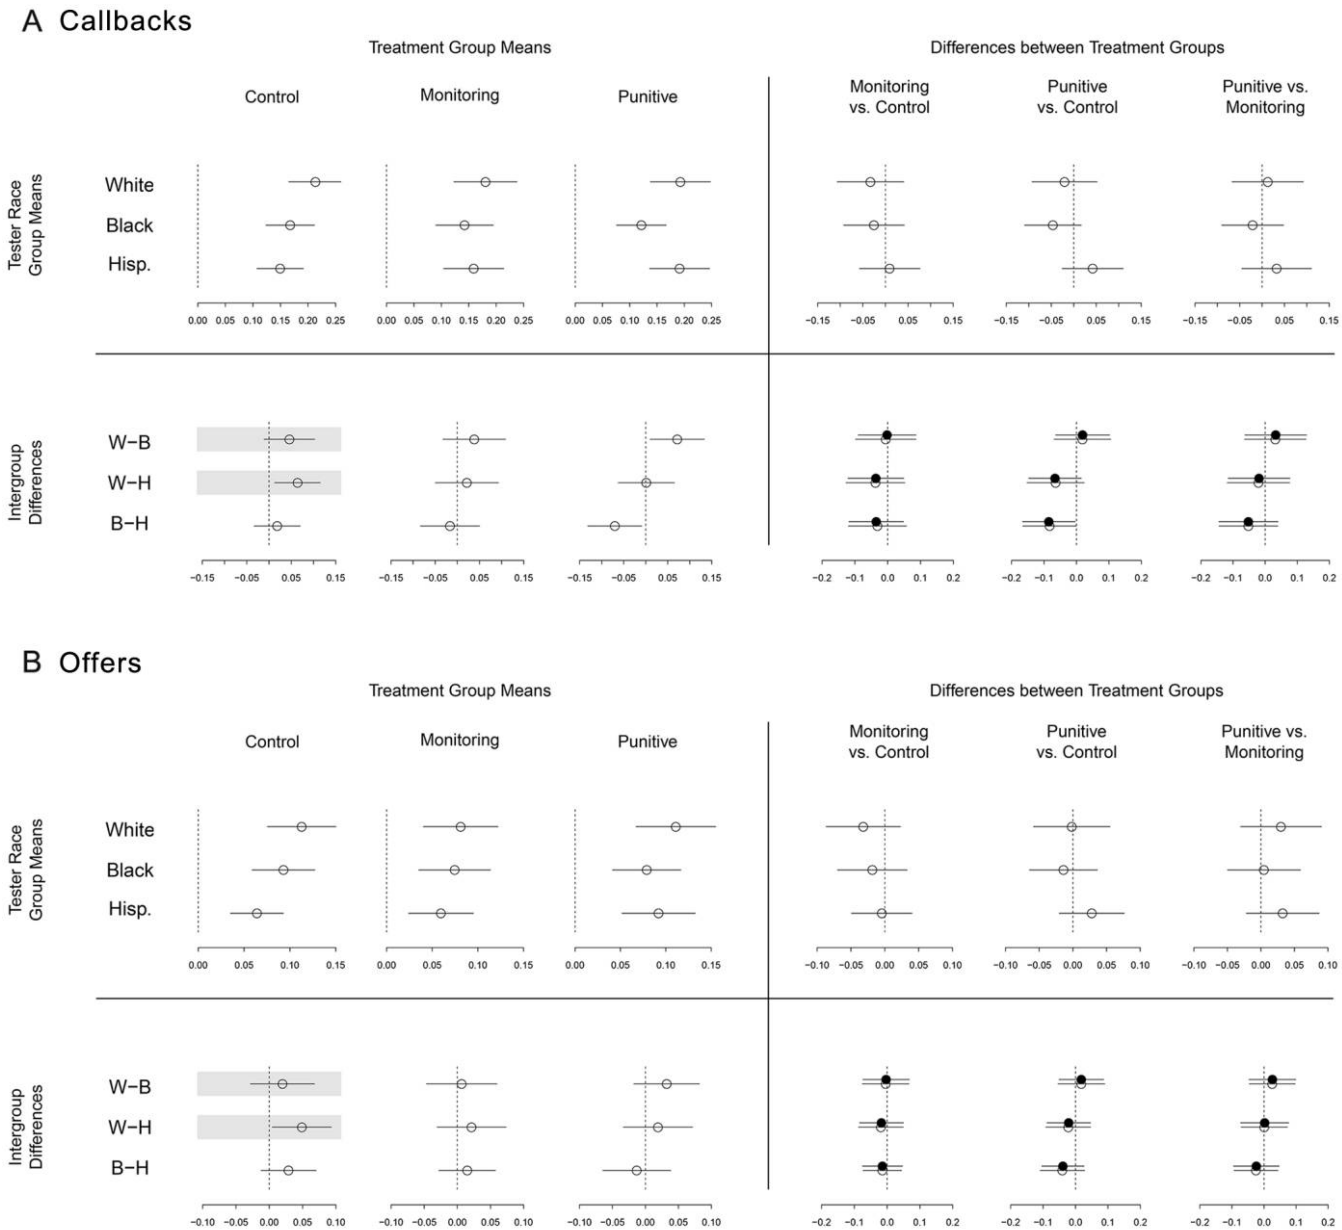 A Callbacks
Treatment Group Means
Differences between Treatment Groups
Control
Monitoring
Punitive
Monitoring
vs. Control
Punitive
vs. Control
Punitive vs.
Monitoring
Tester Race
Group Means
White
Black
Hisp.
0.00 0.05 0.10 0.15 0.20 0.25
0.00 0.05 0.10 0.15 0.20 0.25
0.00 0.05 0.10 0.15 0.20 0.25
−0.15 −0.05 0.05 0.15
−0.15 −0.05 0.05 0.15
−0.15 −0.05 0.05 0.15
Intergroup
Differences
W−B
W−H
B−H
−0.15 −0.05 0.05 0.15
−0.15 −0.05 0.05 0.15
−0.15 −0.05 0.05 0.15
−0.2 −0.1 0.0 0.1 0.2
−0.2 −0.1 0.0 0.1 0.2
−0.2 −0.1 0.0 0.1 0.2
B Offers
Treatment Group Means
Differences between Treatment Groups
Control
Monitoring
Punitive
Monitoring
vs. Control
Punitive
vs. Control
Punitive vs.
Monitoring
Tester Race
Group Means
White
Black
Hisp.
0.00 0.05 0.10 0.15
0.00 0.05 0.10 0.15
0.00 0.05 0.10 0.15
−0.10 −0.05 0.00 0.05 0.10
−0.10 −0.05 0.00 0.05 0.10
−0.10 −0.05 0.00 0.05 0.10
Intergroup
Differences
W−B
W−H
B−H
−0.10 −0.05 0.00 0.05 0.10
−0.10 −0.05 0.00 0.05 0.10
−0.10 −0.05 0.00 0.05 0.10
−0.2 −0.1 0.0 0.1 0.2
−0.2 −0.1 0.0 0.1 0.2
−0.2 −0.1 0.0 0.1 0.2